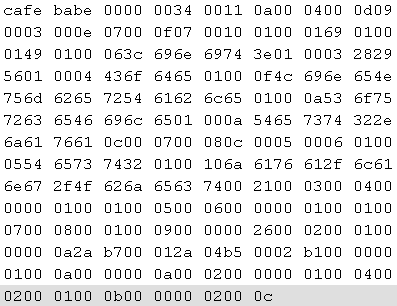 cafe babe 0000 0034 0011 0a00 0400 0d09
0003 000e 0700 0f07 0010 0100 0169 0100
0149 0100 063c 696e 6974 3e01 0003 2829
5601 0004 436f 6465 0100 0f4c 696e 654e
756d 6265 7254 6162 6c65 0100 0a53 6f75
7263 6546 696c 6501 000a 5465 7374 322e
6a61 7661 0c00 0700 080c 0005 0006 0100
0554 6573 7432 0100 106a 6176 612f 6c61
6e67 2f4f 626a 6563 7400 2100 0300 0400
0000 0100 0100 0500 0600 0000 0100 0100
0700 0800 0100 0900 0000 2600 0200 0100
0000 0a2a b700 012a 04b5 0002 b100 0000
0100 0a00 0000 0a00 0200 0000 0100 0400
0200 0100 0b00 0000 0200 0c